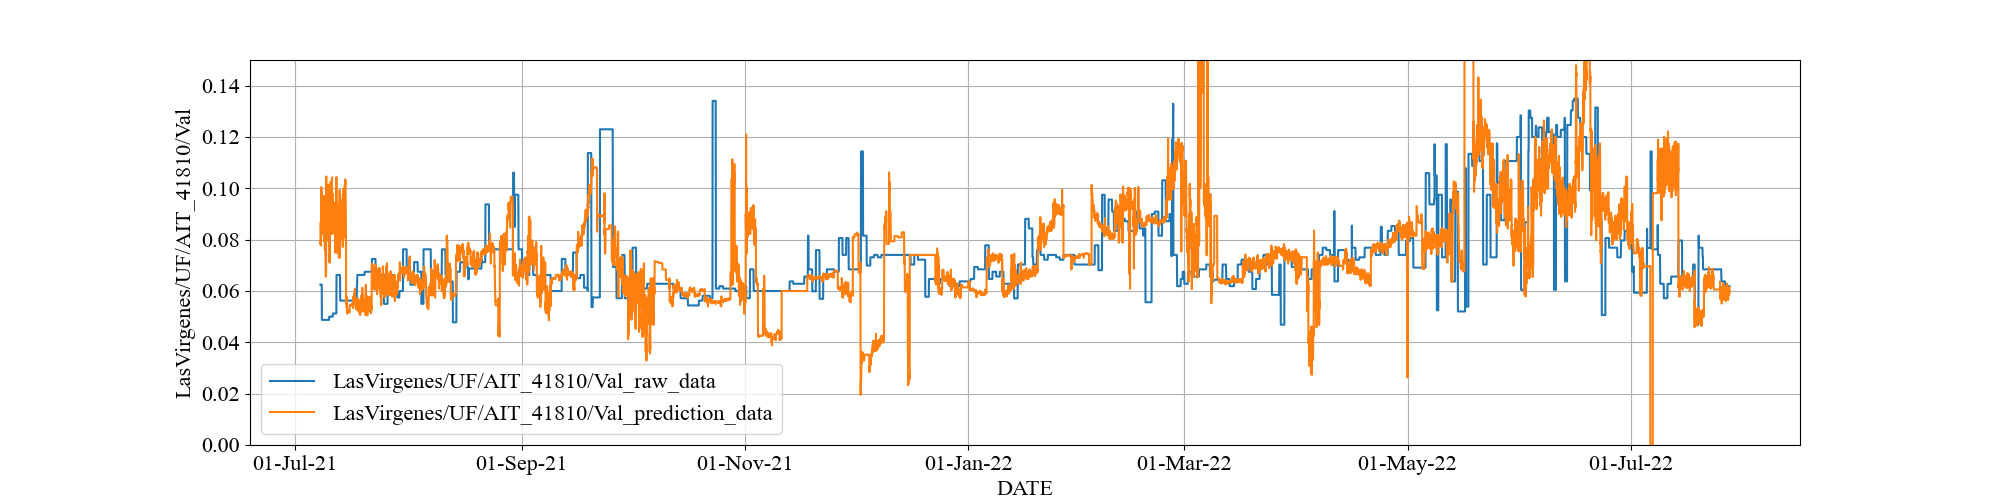 LasVirgenes/UF/AIT_41810/Val
0.14
0.12
0.10
0.08
0.06
0.04
0.02
0.00
LasVirgenes/UF/AIT_41810/Val_raw_data
LasVirgenes/UF/AIT_41810/Val_prediction_data
01-Jul-21
01-Sep-21
01-Nov-21
01-Jan-22
01-Mar-22
01-May-22
01-Jul-22
DATE